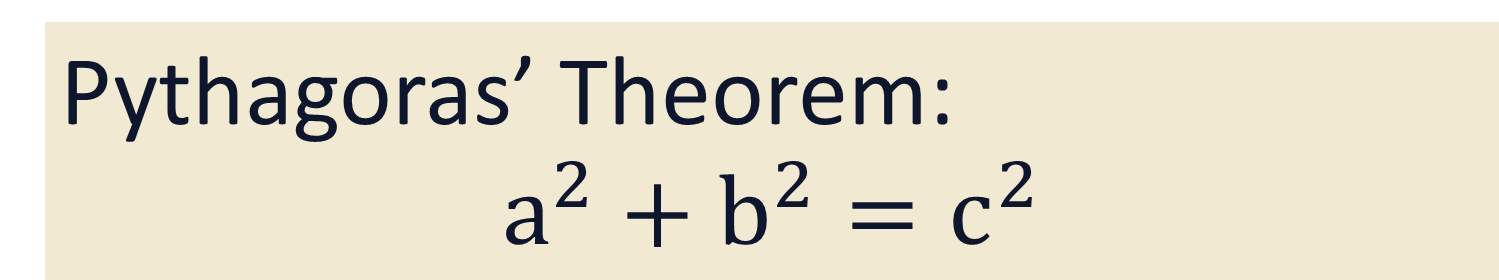 Pythagoras’ Theorem:
a² + b² = c²